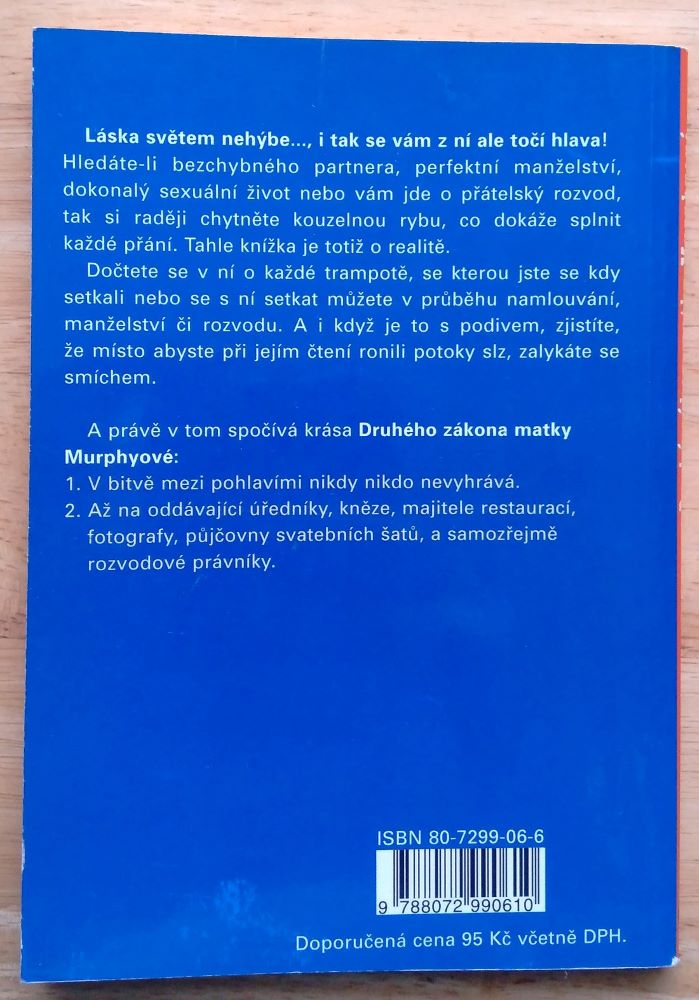 Láska světem nehýbe..., i tak se vám z ní ale točí hlava!
Hledáte-li bezchybného partnera, perfektní manželství,
dokonalý sexuální život nebo vám jde o přátelský rozvod,
tak si raději chytněte kouzelnou rybu, co dokáže splnit
každé přání. Tahle knížka je totiž o realitě.
Dočtete se v ní o každé trampotě, se kterou jste se kdy
setkali nebo se s ní setkat můžete v průběhu namlouvání,
manželství či rozvodu. A i když je to s podivem, zjistíte,
že místo abyste při jejím čtení ronili potoky slz, zalykáte se
smíchem.
A právě v tom spočívá krása Druhého zákona matky
Murphyové:
1. V bitvě mezi pohlavími nikdy nikdo nevyhrává.
2. Až na oddávající úředníky, kněze, majitele restaurací,
fotografy, půjčovny svatebních šatů, a samozřejmě
rozvodové právníky.
ISBN 80-7299-06-6
9 788072 990610
Doporučená cena 95 Kč včetně DPH.